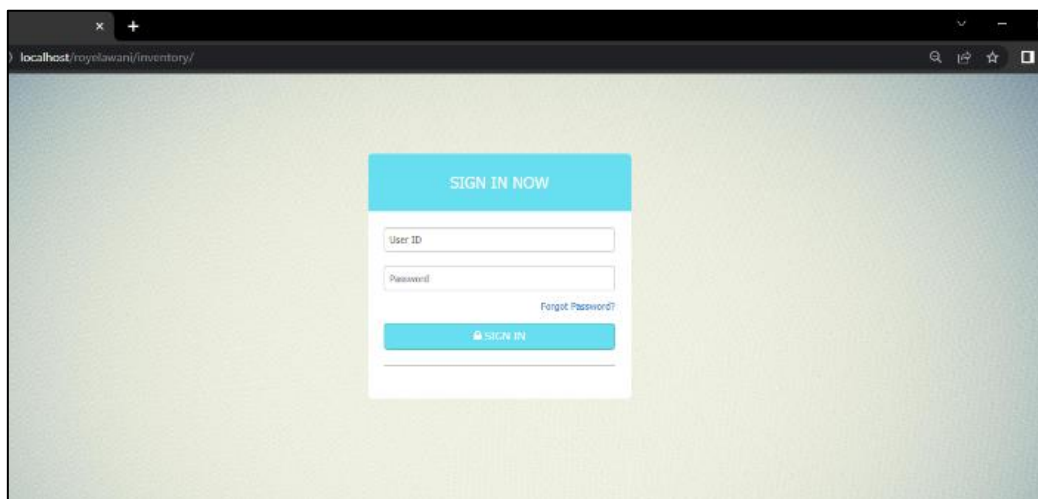 localhost/royelawani/inventory/
SIGN IN NOW
User ID
Password
Forgot Password?
SIGN IN